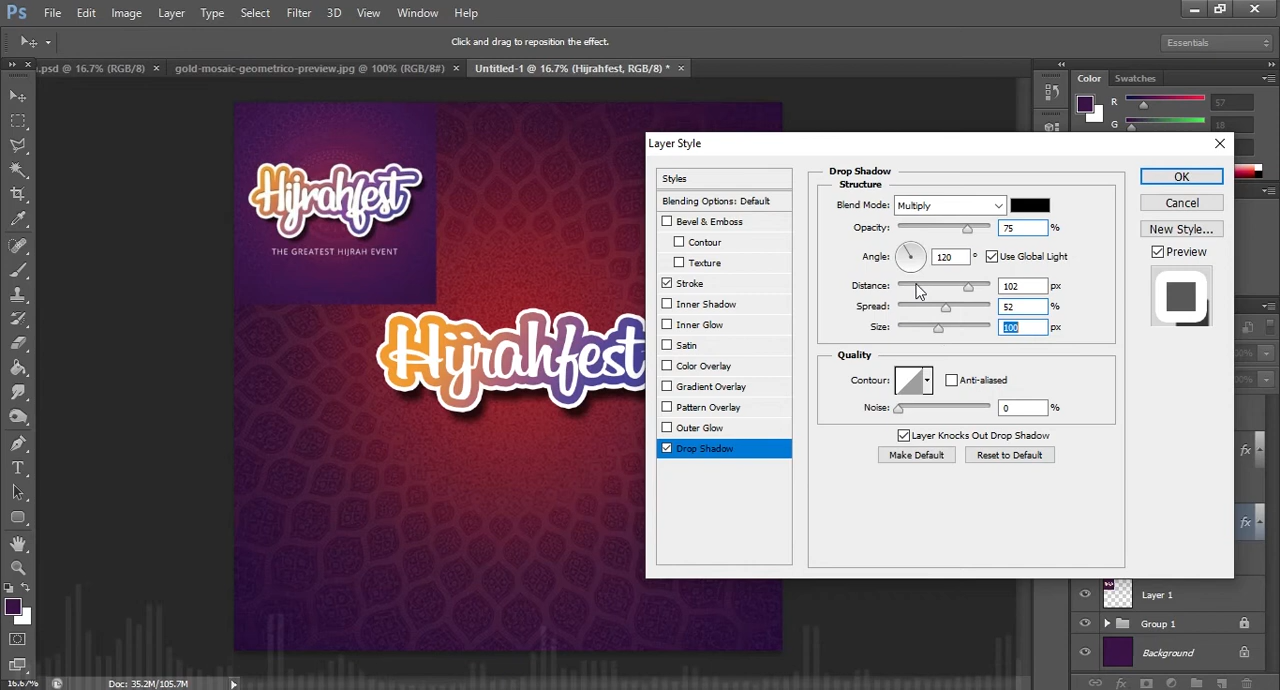 Ps File Edit Image Layer Type Select Filter 3D View Window Help
Click and drag to reposition the effect.
Essentials
.psd @ 16.7% (RGB/8) × gold-mosaic-geometrico-preview.jpg @ 100% (RGB/8#) × Untitled-1 @ 16.7% (Hijrahfest, RGB/8) * ×
Color Swatches
R 57
G 18
Hijrahfest
THE GREATEST HIJRAH EVENT
Hijrahfest
Layer Style
Styles
Blending Options: Default
Bevel & Emboss
Contour
Texture
Stroke
Inner Shadow
Inner Glow
Satin
Color Overlay
Gradient Overlay
Pattern Overlay
Outer Glow
Drop Shadow
Drop Shadow
Structure
Blend Mode: Multiply
Opacity: 75 %
Angle: 120 ° Use Global Light
Distance: 102 px
Spread: 52 %
Size: 100 px
Quality
Contour: Anti-aliased
Noise: 0 %
Layer Knocks Out Drop Shadow
Make Default Reset to Default
OK
Cancel
New Style...
Preview
fx
fx
Layer 1
Group 1
Background
16.67% Doc: 35.2M/105.7M